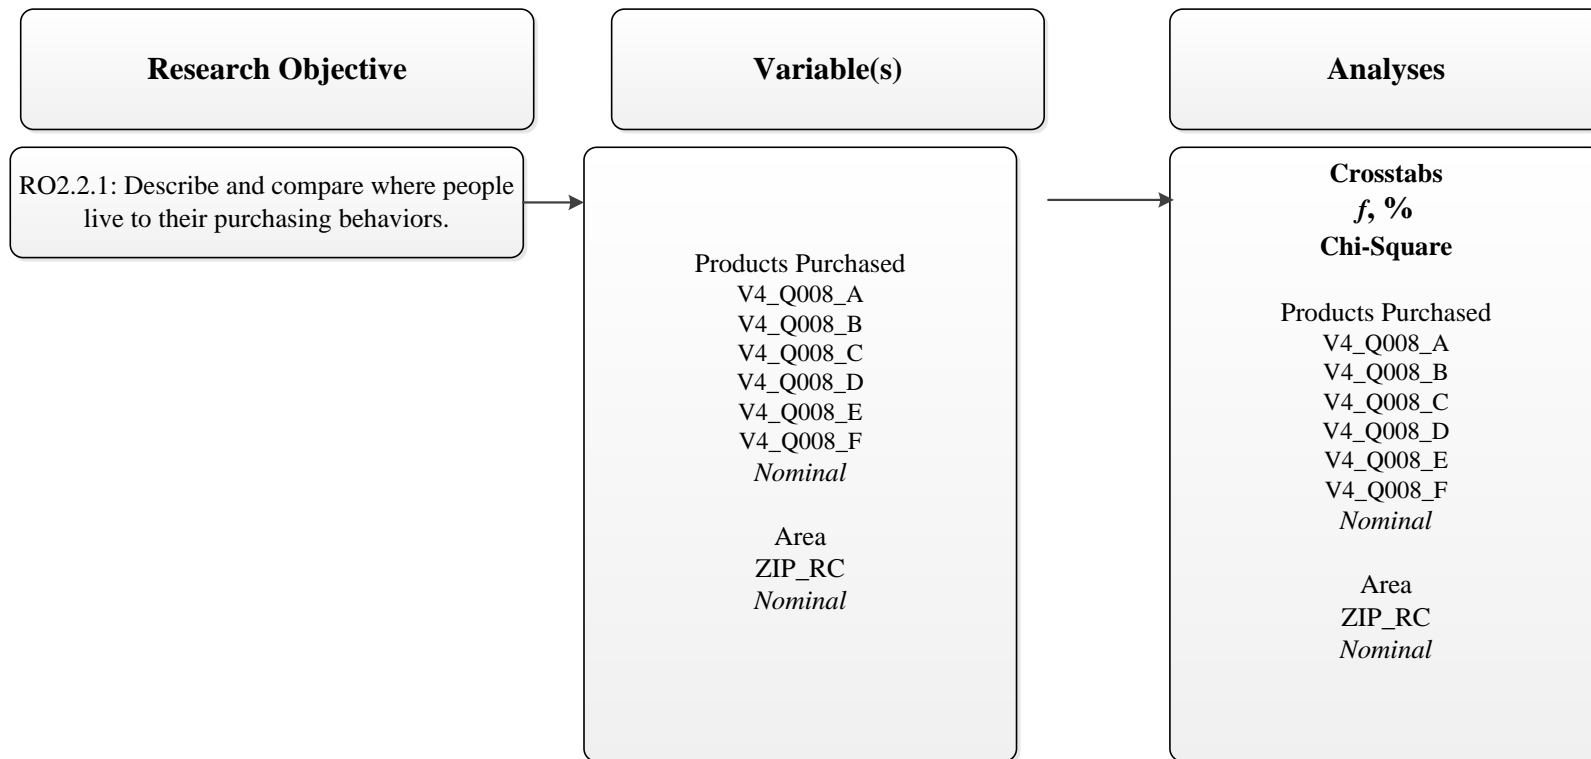 Research Objective
Variable(s)
Analyses
RO2.2.1: Describe and compare where people
live to their purchasing behaviors.
Products Purchased
V4_Q008_A
V4_Q008_B
V4_Q008_C
V4_Q008_D
V4_Q008_E
V4_Q008_F
Nominal
Area
ZIP_RC
Nominal
Crosstabs
f, %
Chi-Square
Products Purchased
V4_Q008_A
V4_Q008_B
V4_Q008_C
V4_Q008_D
V4_Q008_E
V4_Q008_F
Nominal
Area
ZIP_RC
Nominal